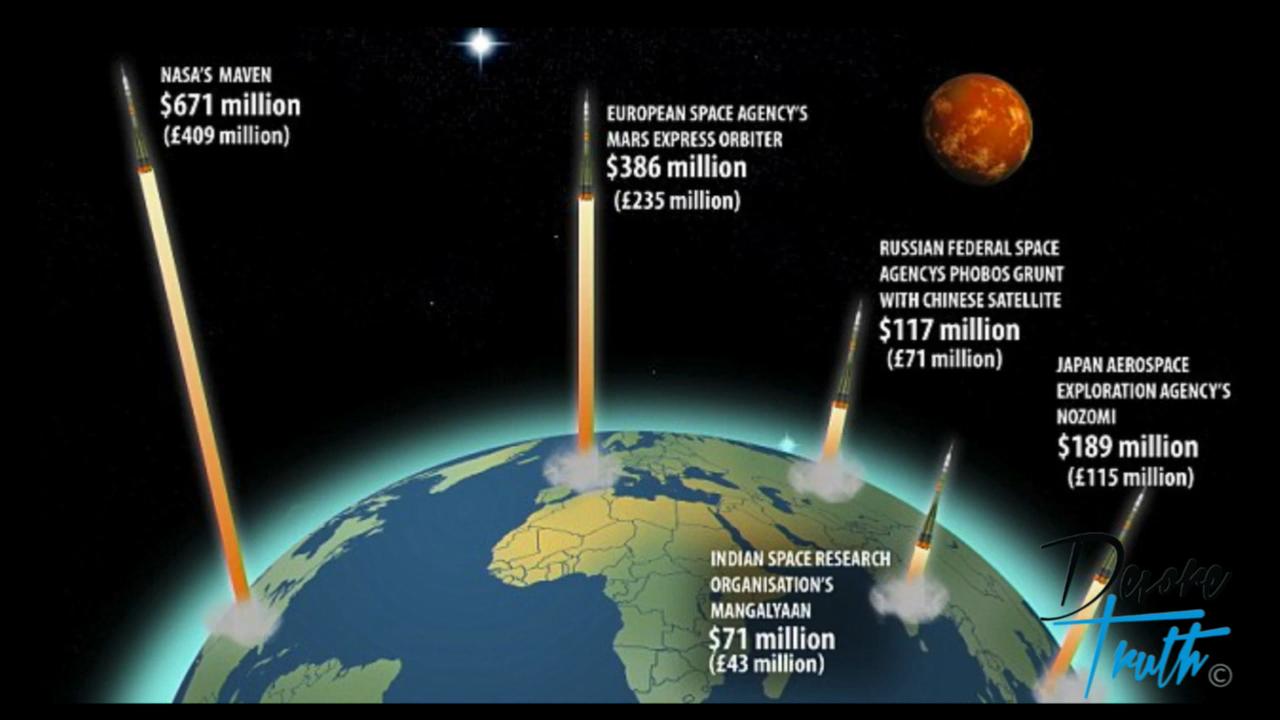 NASA'S MAVEN
$671 million
(£409 million)
EUROPEAN SPACE AGENCY'S
MARS EXPRESS ORBITER
$386 million
(£235 million)
RUSSIAN FEDERAL SPACE
AGENCYS PHOBOS GRUNT
WITH CHINESE SATELLITE
$117 million
(£71 million)
JAPAN AEROSPACE
EXPLORATION AGENCY'S
NOZOMI
$189 million
(£115 million)
INDIAN SPACE RESEARCH
ORGANISATION'S
MANGALYAAN
$71 million
(£43 million)
Truth ©